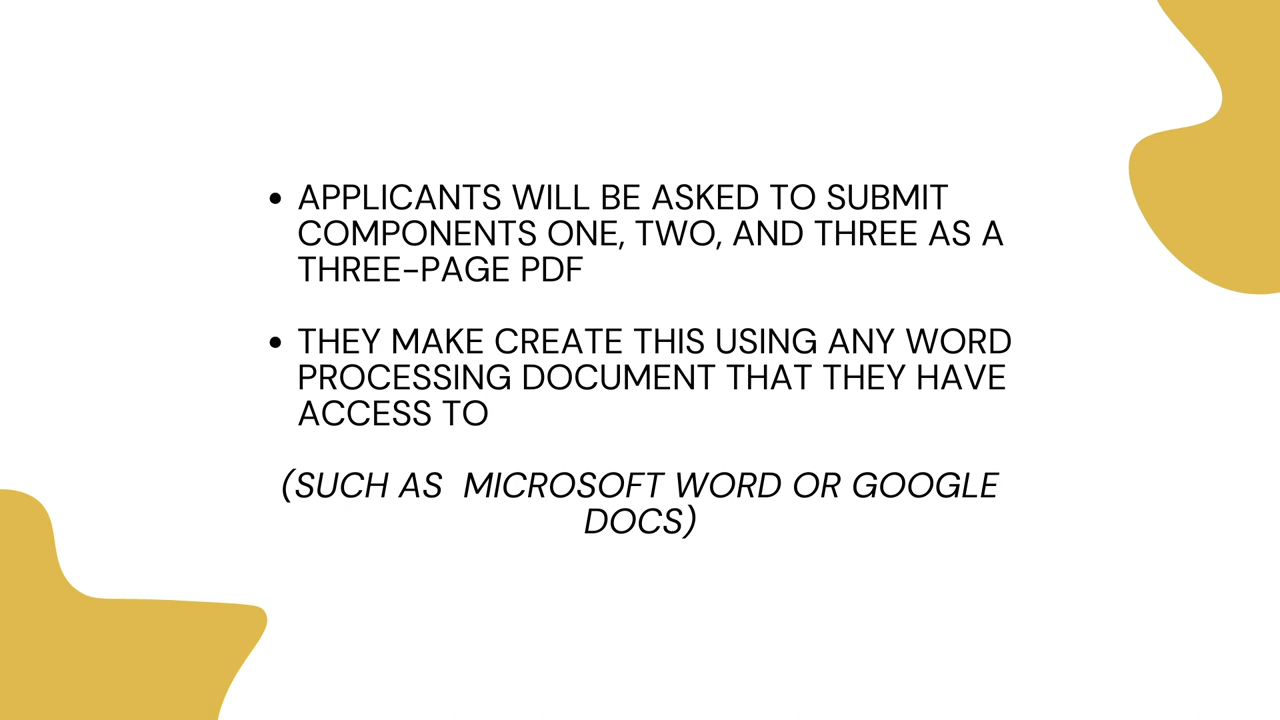 • APPLICANTS WILL BE ASKED TO SUBMIT
COMPONENTS ONE, TWO, AND THREE AS A
THREE-PAGE PDF
• THEY MAKE CREATE THIS USING ANY WORD
PROCESSING DOCUMENT THAT THEY HAVE
ACCESS TO
(SUCH AS  MICROSOFT WORD OR GOOGLE
DOCS)